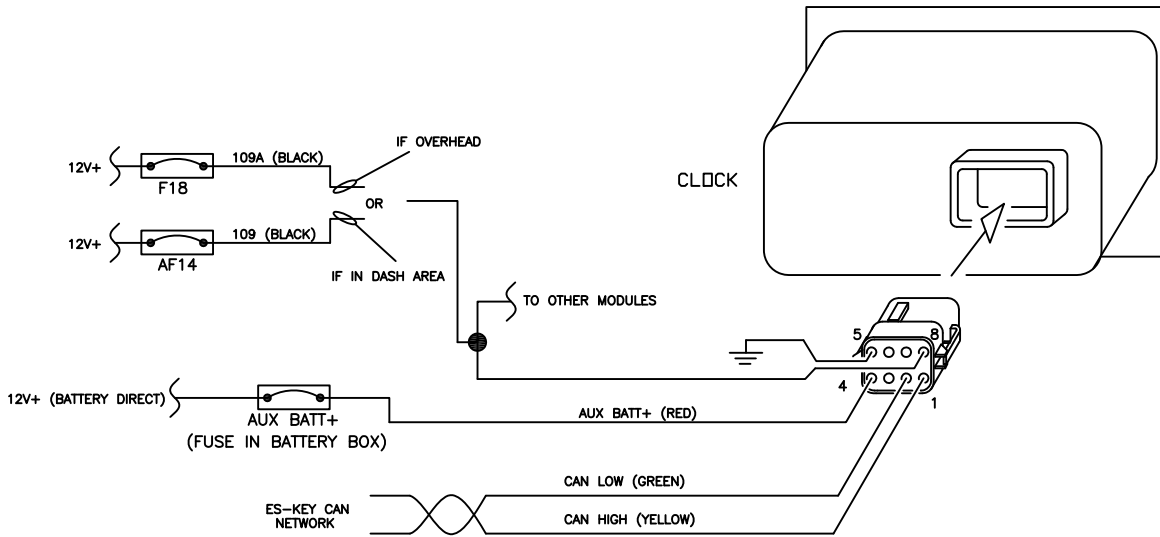 IF OVERHEAD
12V+
109A (BLACK)
F18
OR
CLOCK
12V+
109 (BLACK)
AF14
IF IN DASH AREA
TO OTHER MODULES
5
8
4
1
12V+ (BATTERY DIRECT)
AUX BATT+
(FUSE IN BATTERY BOX)
AUX BATT+ (RED)
CAN LOW (GREEN)
ES-KEY CAN
NETWORK
CAN HIGH (YELLOW)